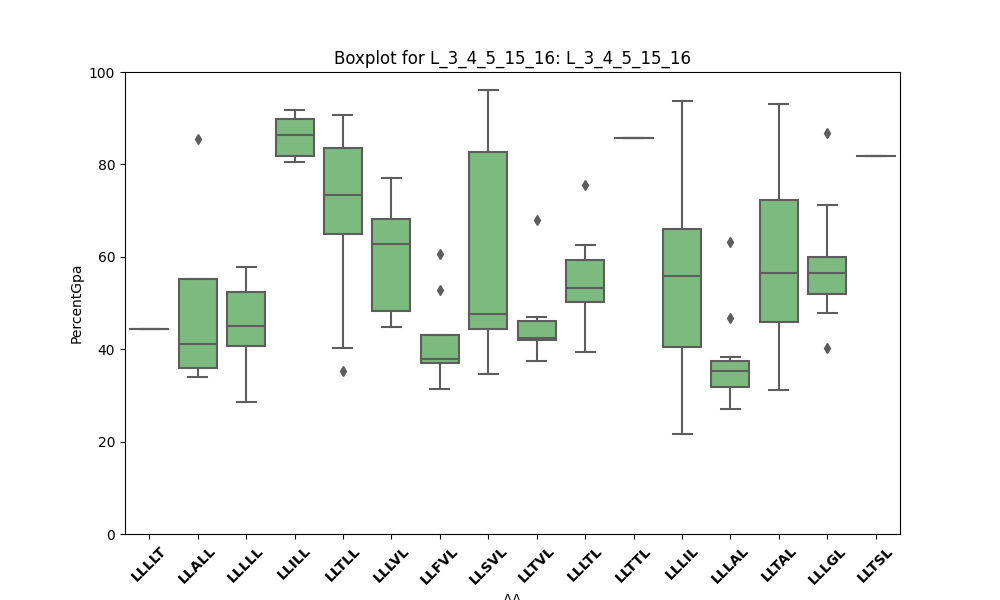 Boxplot for L_3_4_5_15_16: L_3_4_5_15_16
100
80
60
40
20
0
PercentGpa
LLLLT LLALL LLLLL LLILL LLTLL LLLVL LLFVL LLSVL LLTVL LLLTL LLTTL LLLIL LLLAL LLTAL LLLGL LLTSL
AA